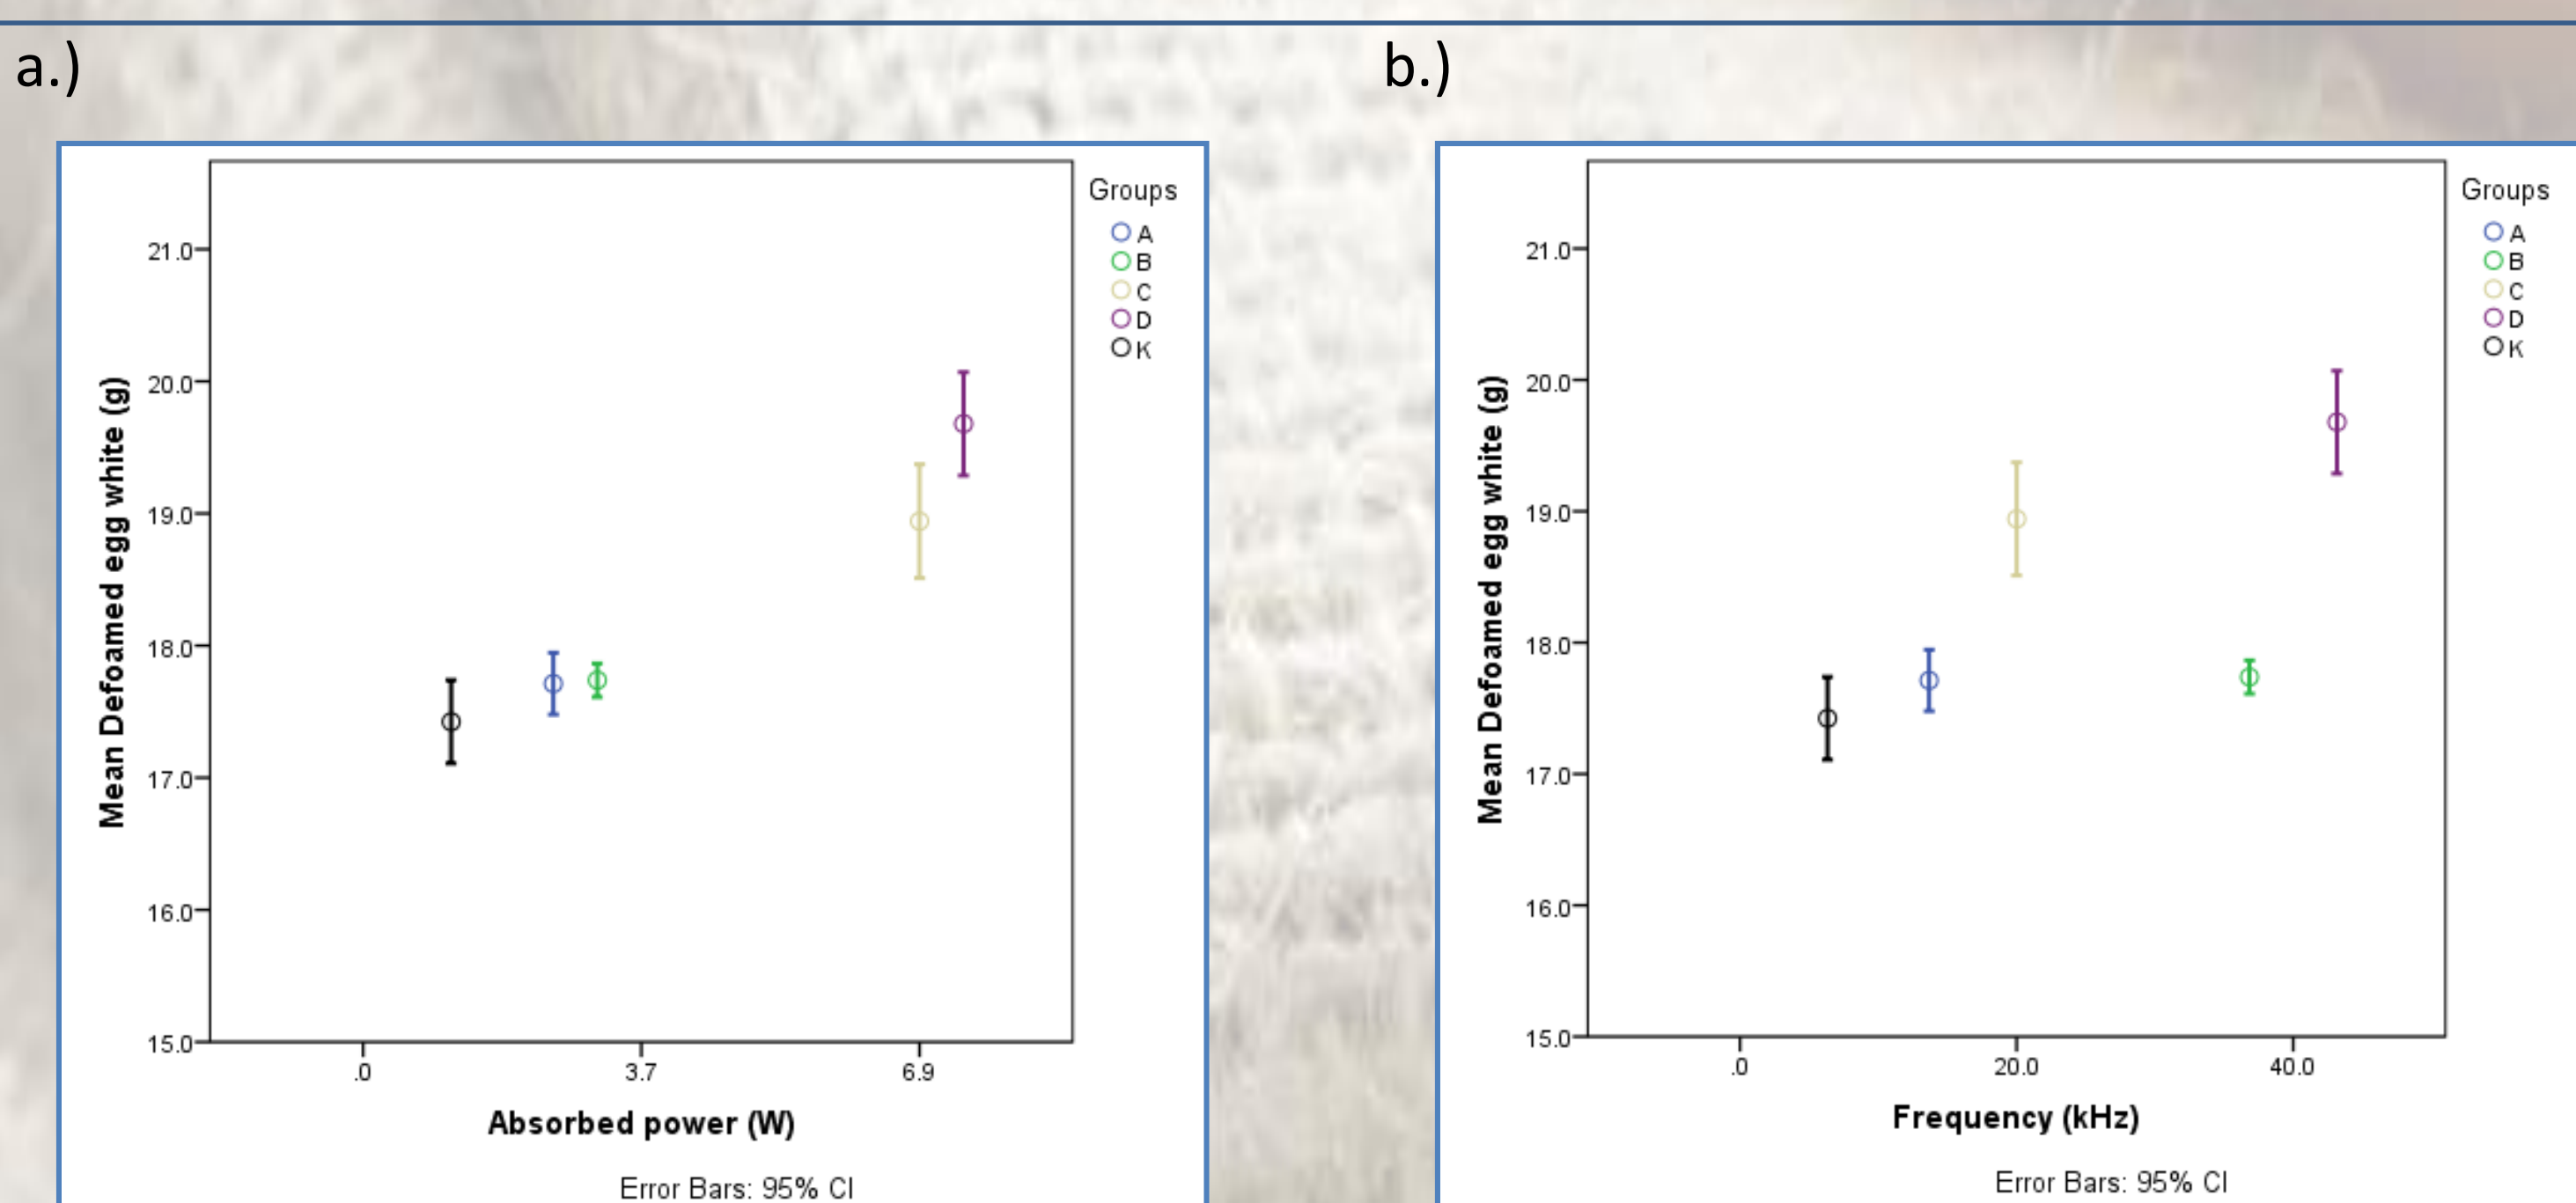 a.)
Groups
A
B
C
D
K
21.0
20.0
19.0
18.0
17.0
16.0
15.0
Mean Defoamed egg white (g)
.0
3.7
6.9
Absorbed power (W)
Error Bars: 95% CI
b.)
Groups
A
B
C
D
K
21.0
20.0
19.0
18.0
17.0
16.0
15.0
Mean Defoamed egg white (g)
.0
20.0
40.0
Frequency (kHz)
Error Bars: 95% CI